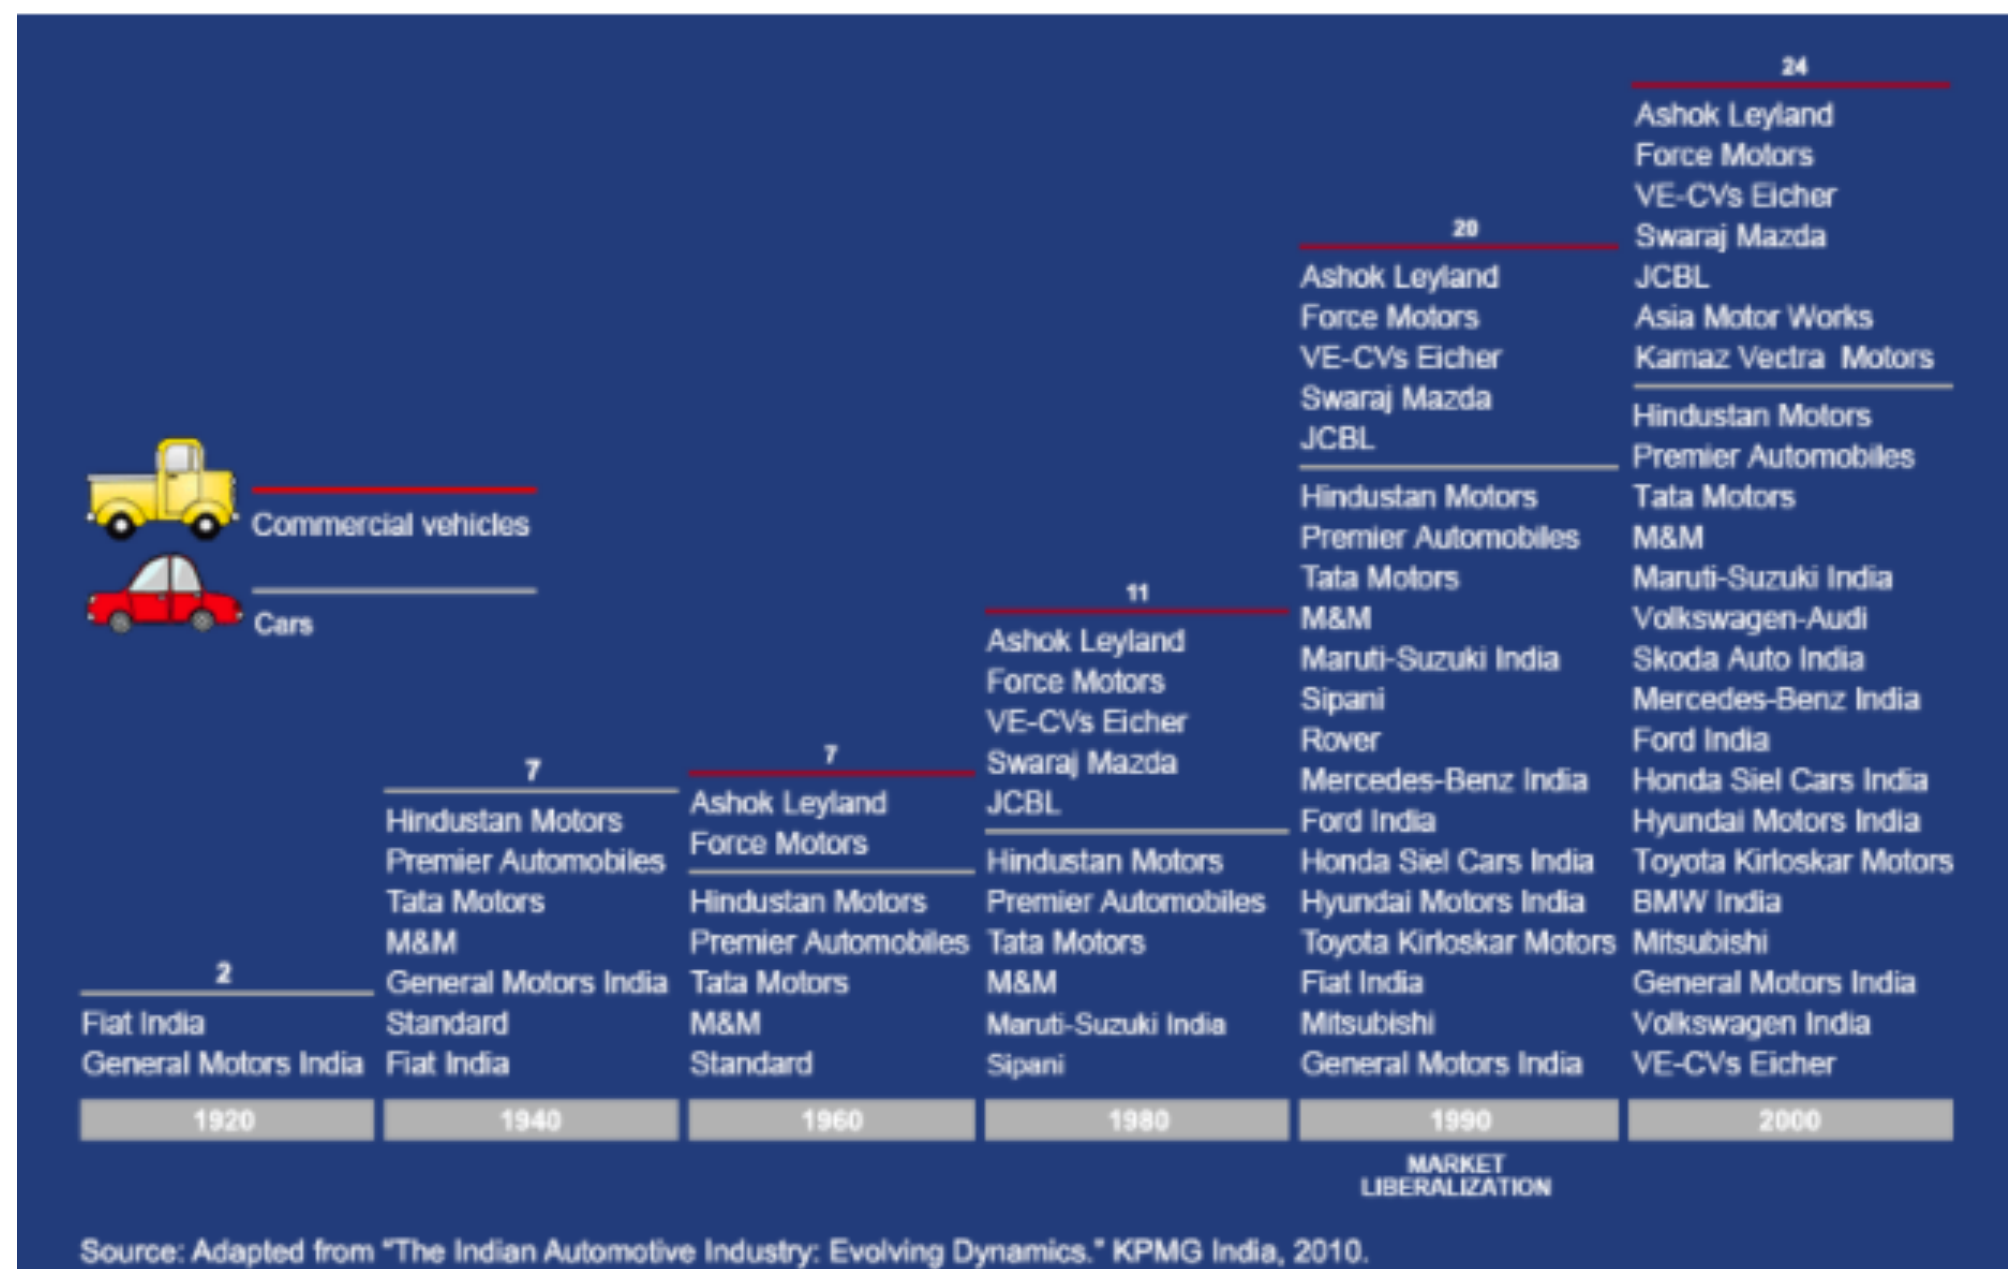 Commercial vehicles
Cars
2
Fiat India
General Motors India
1920
7
Hindustan Motors
Premier Automobiles
Tata Motors
M&M
General Motors India
Standard
Fiat India
1940
7
Ashok Leyland
Force Motors
Hindustan Motors
Premier Automobiles
Tata Motors
M&M
Standard
1960
11
Ashok Leyland
Force Motors
VE-CVs Eicher
Swaraj Mazda
JCBL
Hindustan Motors
Premier Automobiles
Tata Motors
M&M
Maruti-Suzuki India
Sipani
1980
20
Ashok Leyland
Force Motors
VE-CVs Eicher
Swaraj Mazda
JCBL
Hindustan Motors
Premier Automobiles
Tata Motors
M&M
Maruti-Suzuki India
Sipani
Rover
Mercedes-Benz India
Ford India
Honda Siel Cars India
Hyundai Motors India
Toyota Kirloskar Motors
Fiat India
Mitsubishi
General Motors India
1990
MARKET
LIBERALIZATION
24
Ashok Leyland
Force Motors
VE-CVs Eicher
Swaraj Mazda
JCBL
Asia Motor Works
Kamaz Vectra Motors
Hindustan Motors
Premier Automobiles
Tata Motors
M&M
Maruti-Suzuki India
Volkswagen-Audi
Skoda Auto India
Mercedes-Benz India
Ford India
Honda Siel Cars India
Hyundai Motors India
Toyota Kirloskar Motors
BMW India
Mitsubishi
General Motors India
Volkswagen India
VE-CVs Eicher
2000
Source: Adapted from "The Indian Automotive Industry: Evolving Dynamics." KPMG India, 2010.